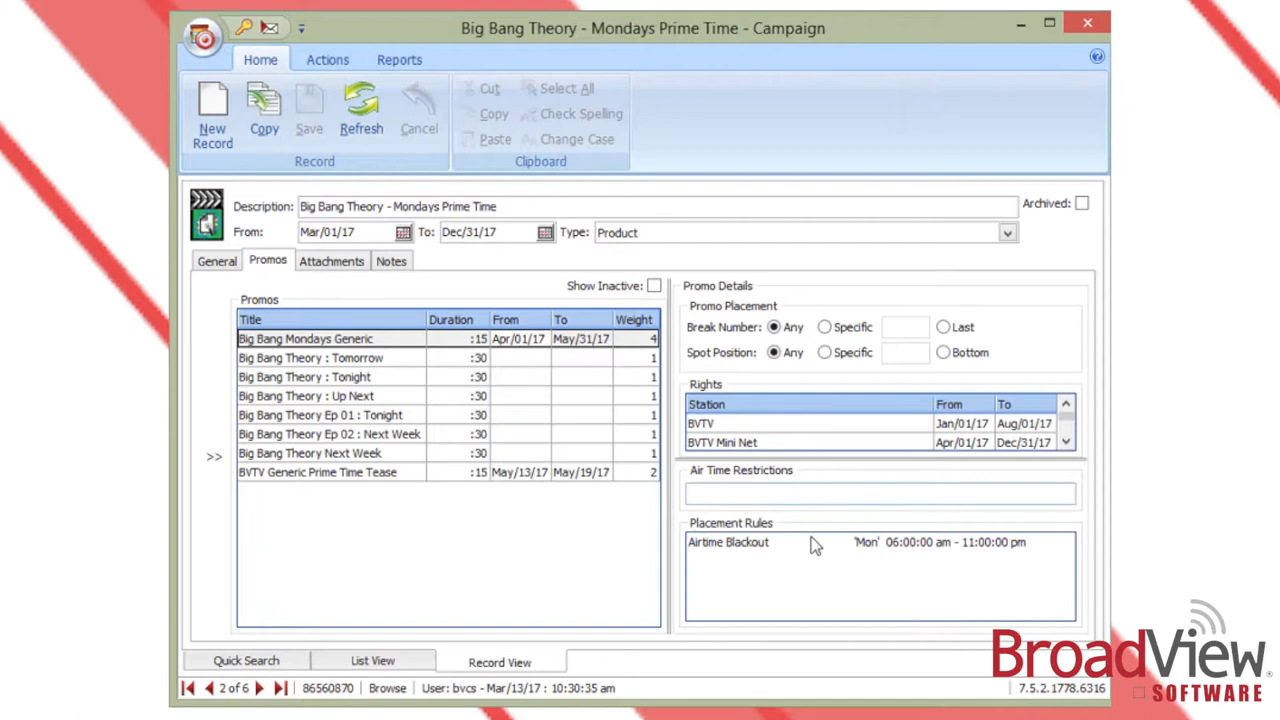 Big Bang Theory - Mondays Prime Time - Campaign
Home Actions Reports
New Record Copy Save Refresh Cancel
Cut Select All
Copy Check Spelling
Paste Change Case
Record Clipboard
Description: Big Bang Theory - Mondays Prime Time Archived:
From: Mar/01/17 To: Dec/31/17 Type: Product
General Promos Attachments Notes
Show Inactive:
Promos
Title Duration From To Weight
Big Bang Mondays Generic :15 Apr/01/17 May/31/17 4
Big Bang Theory : Tomorrow :30 1
Big Bang Theory : Tonight :30 1
Big Bang Theory : Up Next :30 1
Big Bang Theory Ep 01 : Tonight :30 1
Big Bang Theory Ep 02 : Next Week :30 1
Big Bang Theory Next Week :30 1
BVTV Generic Prime Time Tease :15 May/13/17 May/19/17 2
>>
Promo Details
Promo Placement
Break Number: Any Specific Last
Spot Position: Any Specific Bottom
Rights
Station From To
BVTV Jan/01/17 Aug/01/17
BVTV Mini Net Apr/01/17 Dec/31/17
Air Time Restrictions
Placement Rules
Airtime Blackout 'Mon' 06:00:00 am - 11:00:00 pm
Quick Search List View Record View
2 of 6 86560870 Browse User: bvcs - Mar/13/17 : 10:30:35 am 7.5.2.1778.6316
BroadView
SOFTWARE